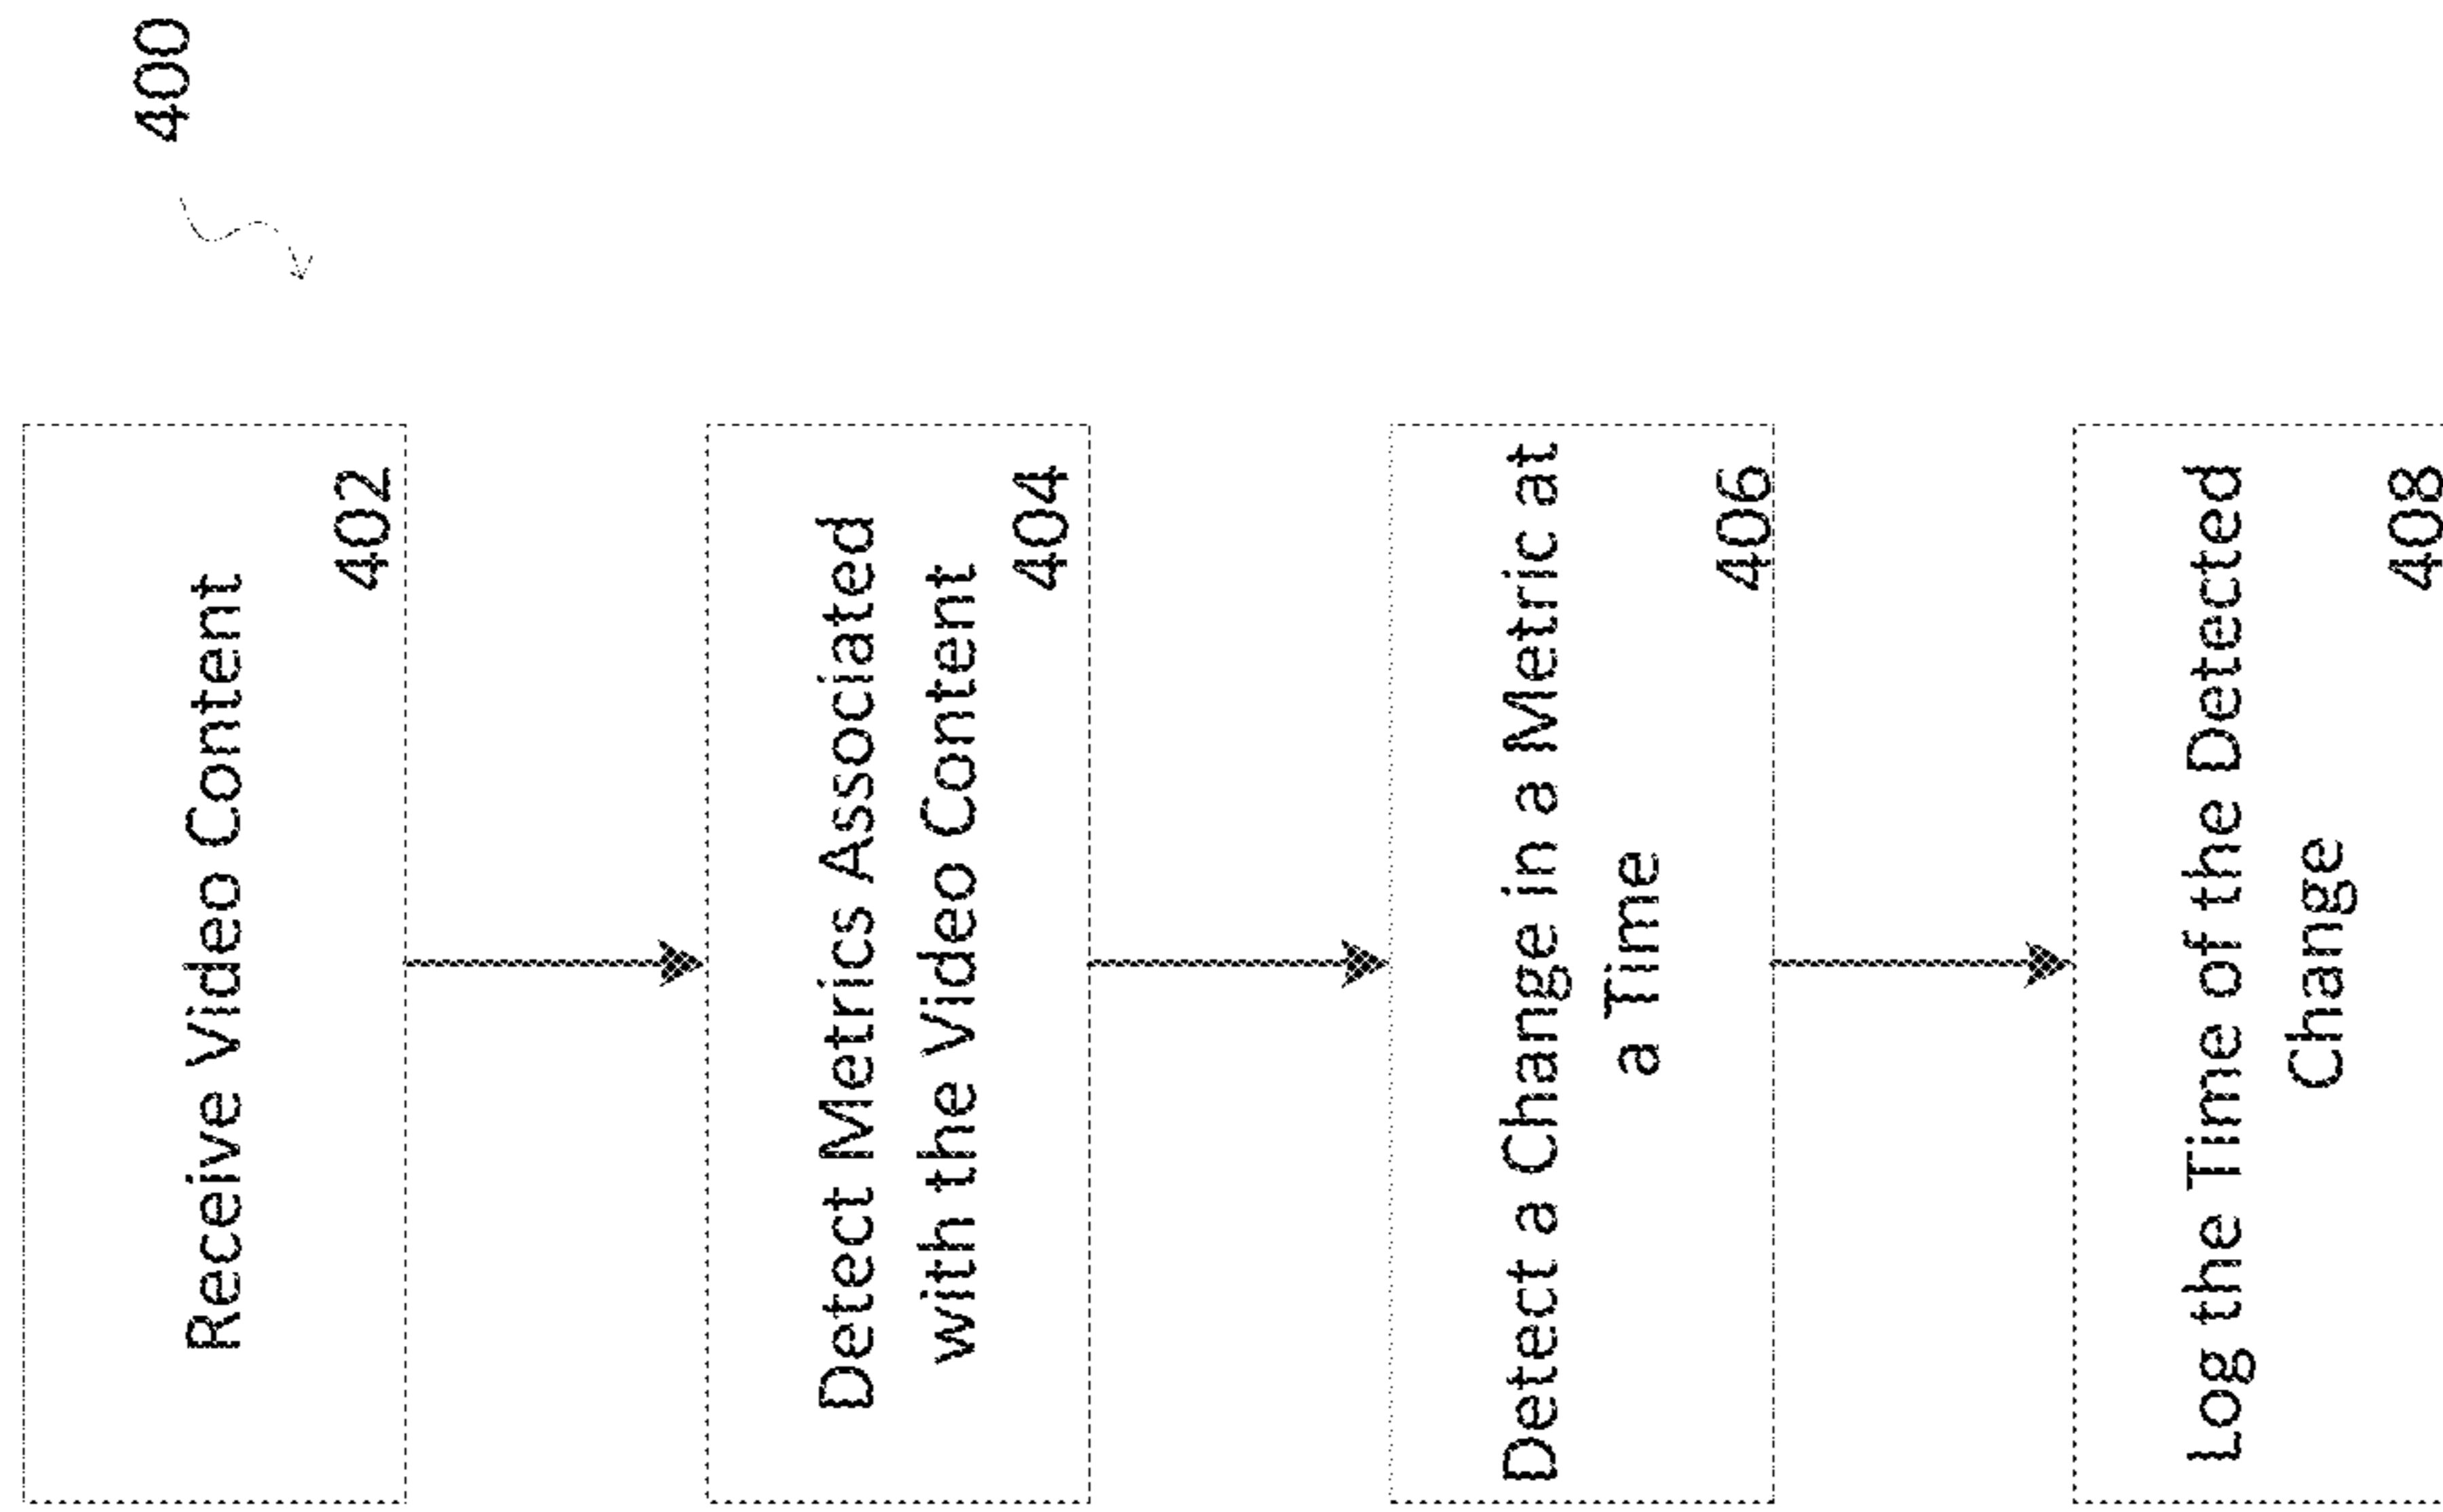 400
Receive Video Content
402
Detect Metrics Associated
with the Video Content
404
Detect a Change in a Metric at
a Time
406
Log the Time of the Detected
Change
408